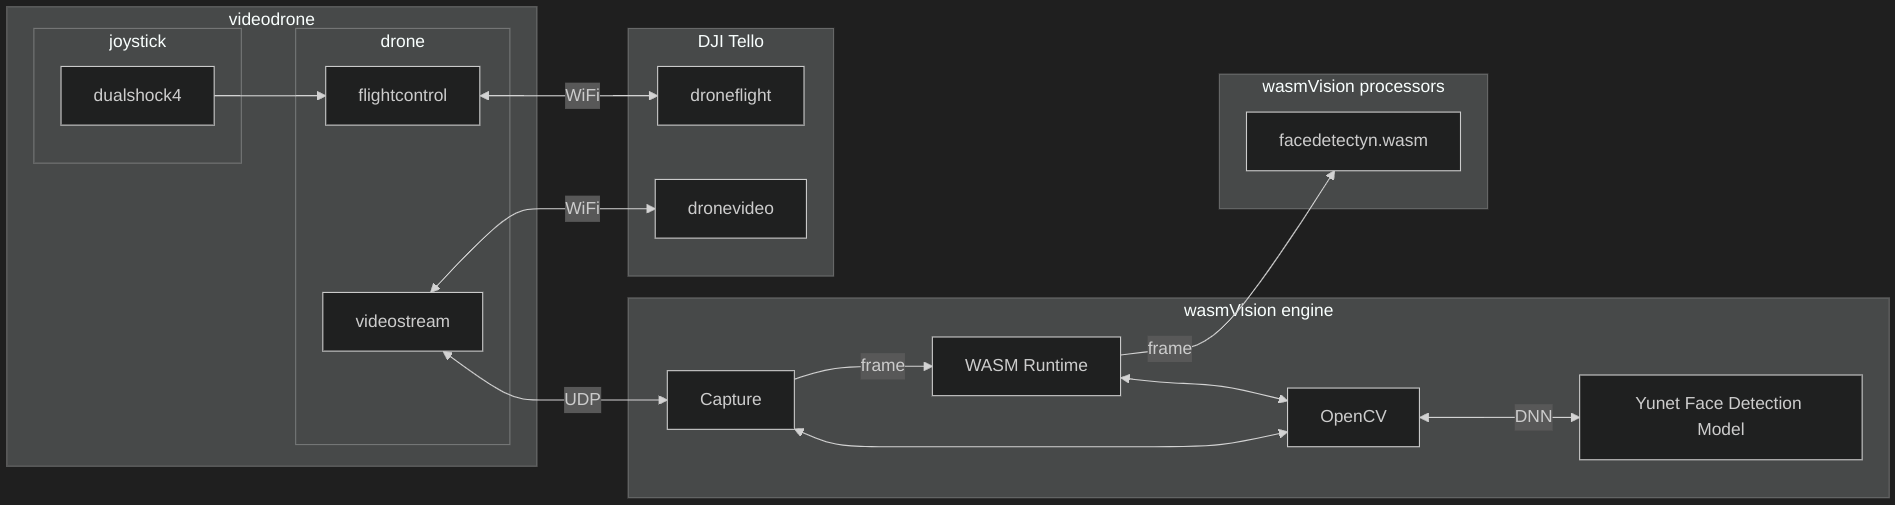 videodrone
joystick
dualshock4
drone
flightcontrol
WiFi
DJI Tello
droneflight
WiFi
dronevideo
videostream
UDP
wasmVision processors
facedetectyn.wasm
wasmVision engine
Capture
frame
WASM Runtime
frame
OpenCV
DNN
Yunet Face Detection
Model